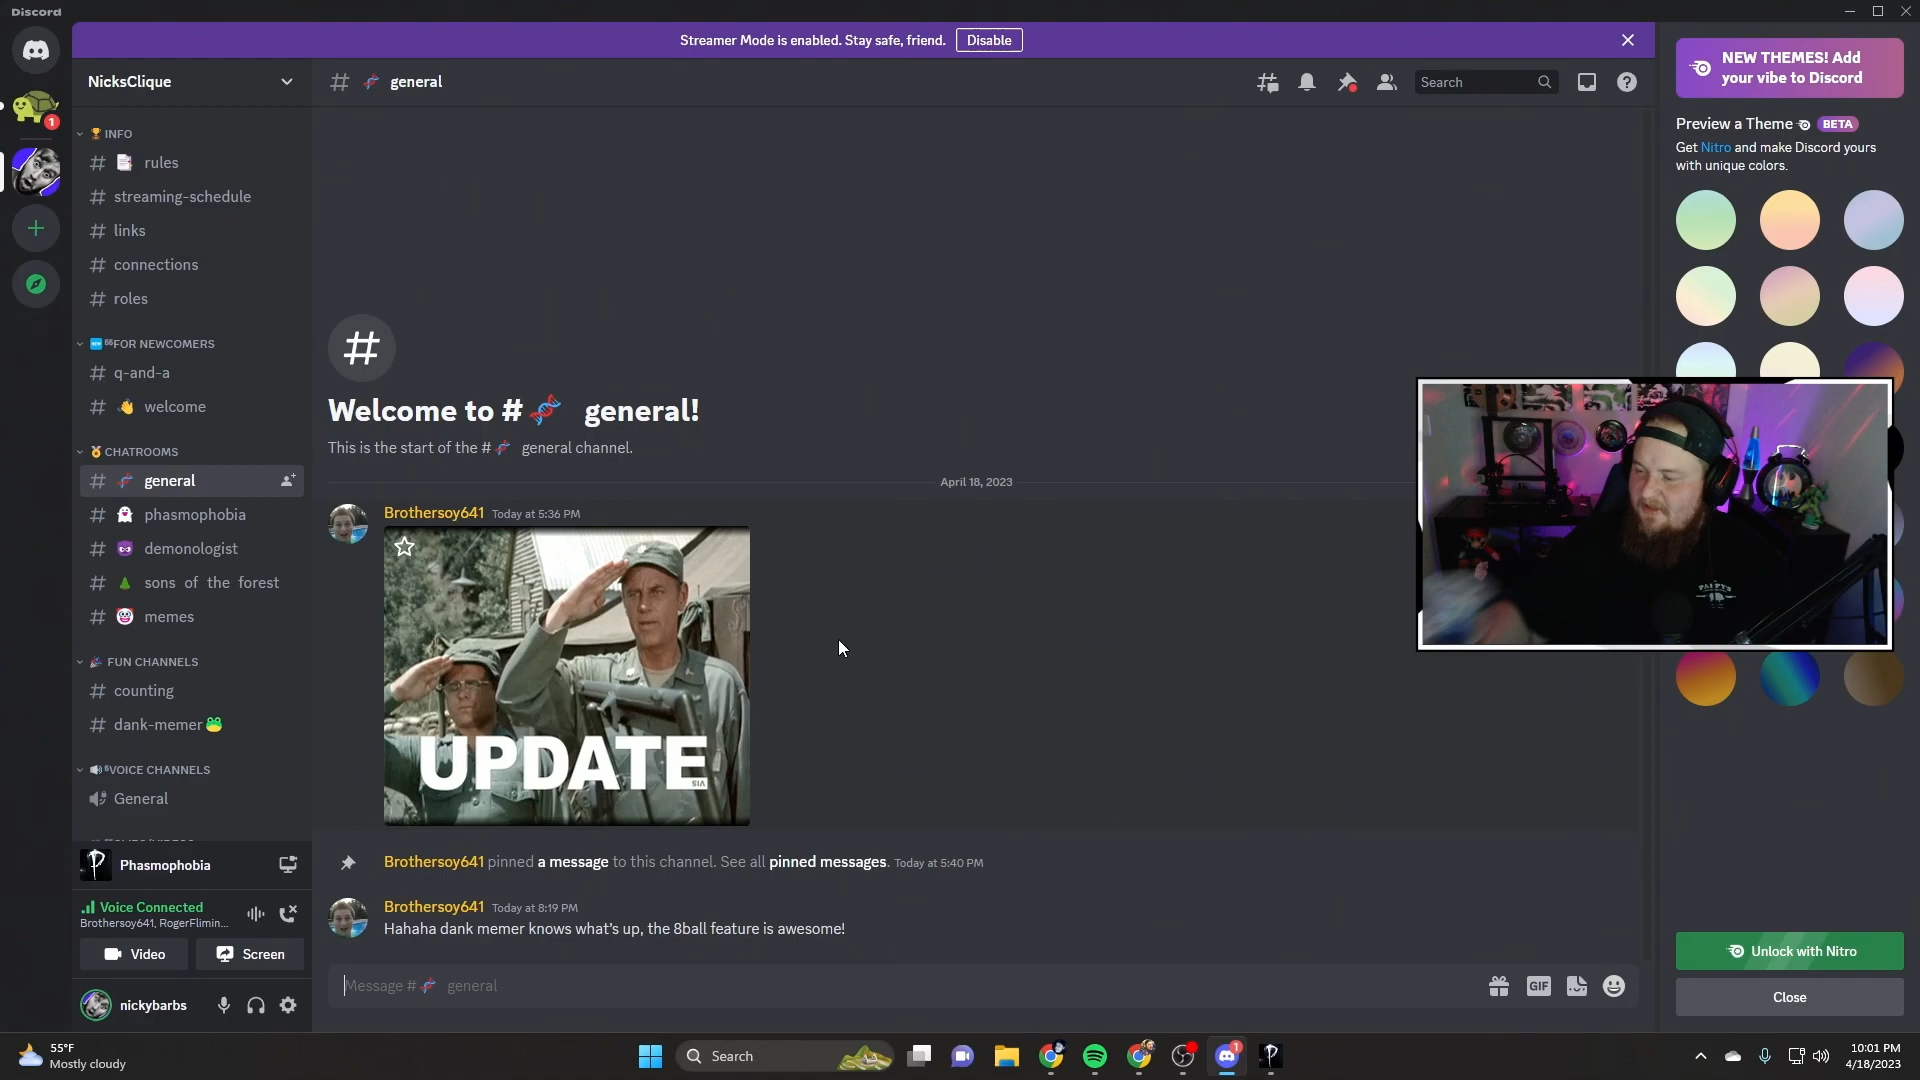 Discord
Streamer Mode is enabled. Stay safe, friend.
Disable
NicksClique
general
Search
INFO
rules
streaming-schedule
links
connections
roles
FOR NEWCOMERS
q-and-a
welcome
CHATROOMS
general
phasmophobia
demonologist
sons of the forest
memes
FUN CHANNELS
counting
dank-memer
VOICE CHANNELS
General
Phasmophobia
Voice Connected
Brothersoy641, RogerFlimin...
Video
Screen
nickybarbs
Welcome to # general!
This is the start of the # general channel.
April 18, 2023
Brothersoy641 Today at 5:36 PM
UPDATE
Brothersoy641 pinned a message to this channel. See all pinned messages. Today at 5:40 PM
Brothersoy641 Today at 8:19 PM
Hahaha dank memer knows what's up, the 8ball feature is awesome!
Message # general
GIF
NEW THEMES! Add
your vibe to Discord
Preview a Theme BETA
Get Nitro and make Discord yours
with unique colors.
Unlock with Nitro
Close
55°F
Mostly cloudy
Search
10:01 PM
4/18/2023